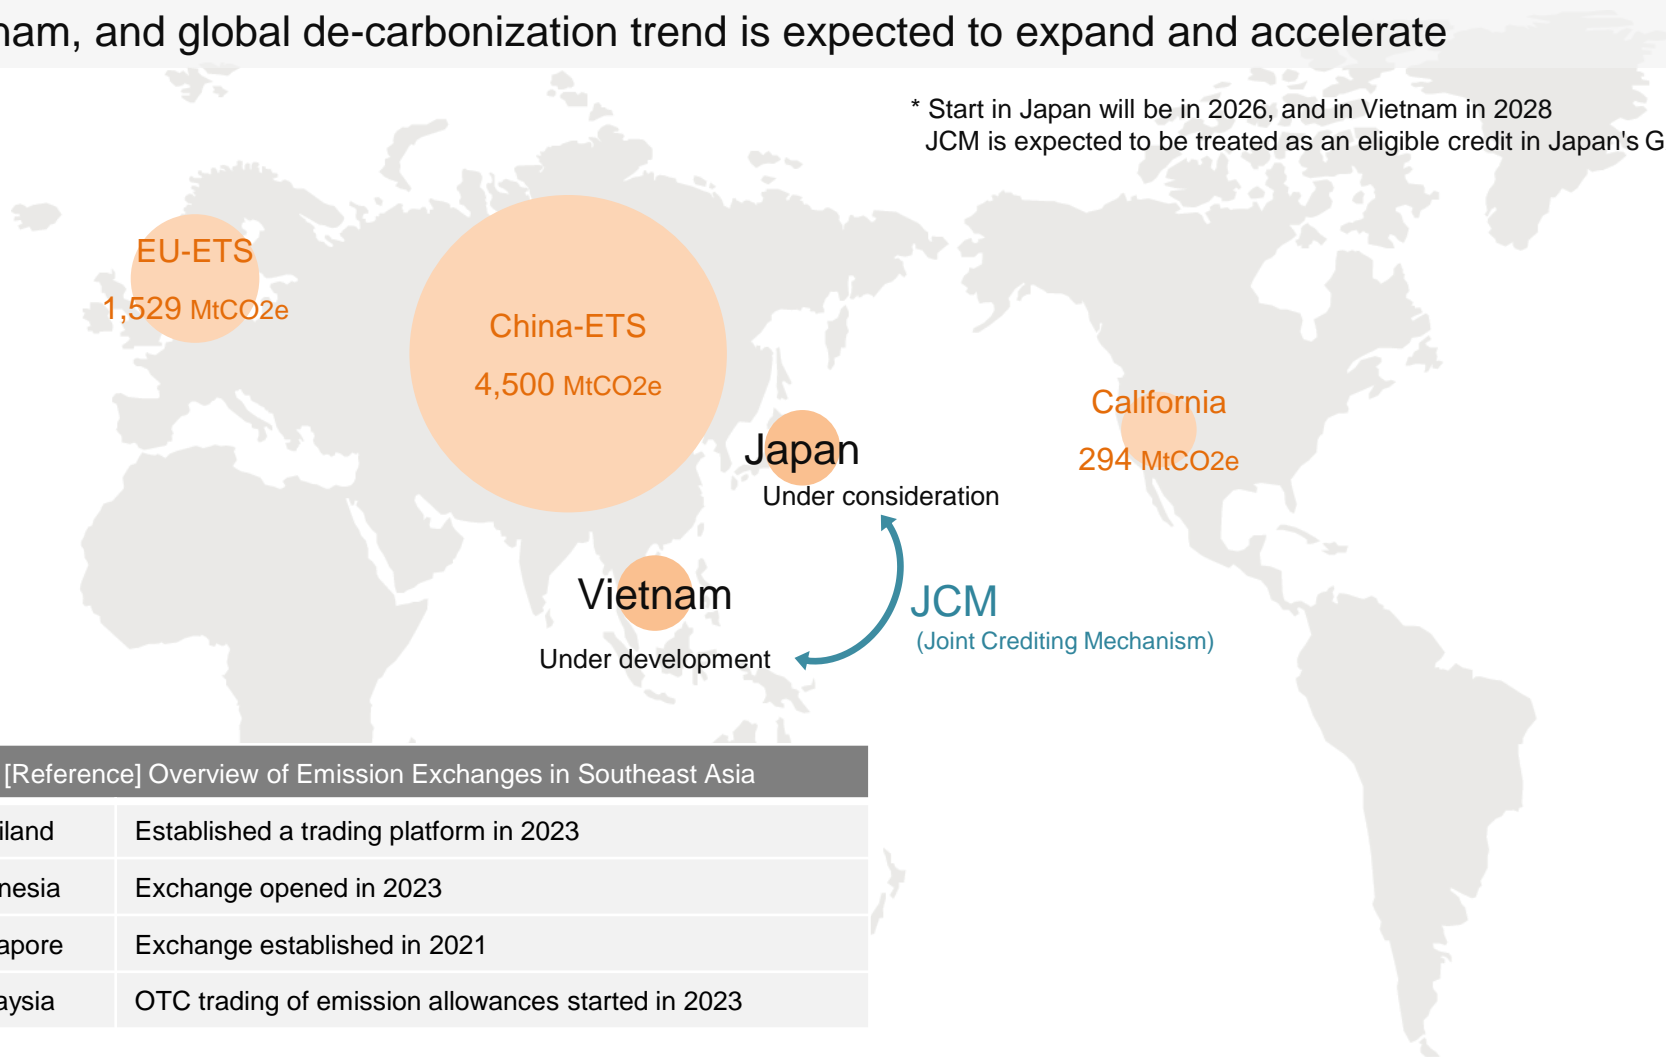 nam, and global de-carbonization trend is expected to expand and accelerate
* Start in Japan will be in 2026, and in Vietnam in 2028
JCM is expected to be treated as an eligible credit in Japan's G
EU-ETS
1,529 MtCO2e
China-ETS
4,500 MtCO2e
California
294 MtCO2e
Japan
Under consideration
Vietnam
Under development
JCM
(Joint Crediting Mechanism)
[Reference] Overview of Emission Exchanges in Southeast Asia
iland Established a trading platform in 2023
nesia Exchange opened in 2023
apore Exchange established in 2021
aysia OTC trading of emission allowances started in 2023